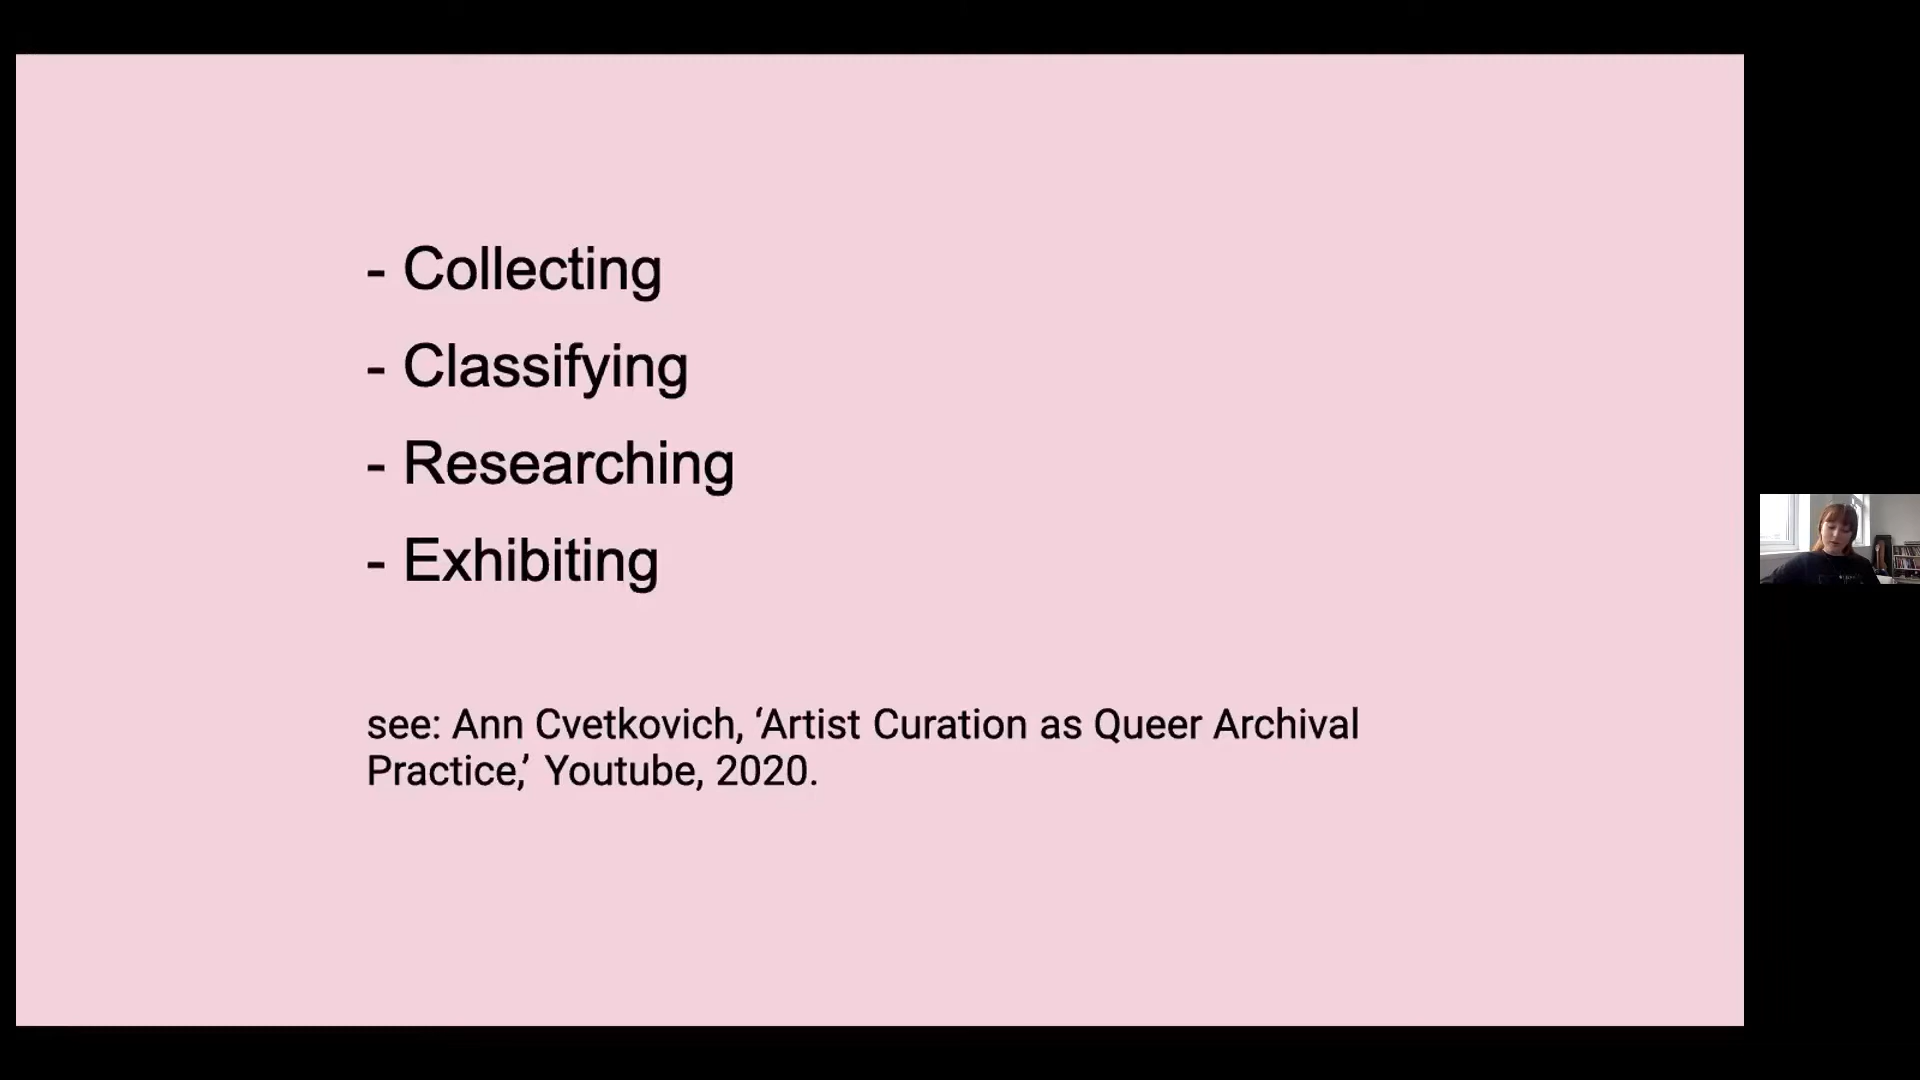 - Collecting
- Classifying
- Researching
- Exhibiting
see: Ann Cvetkovich, ‘Artist Curation as Queer Archival
Practice,’ Youtube, 2020.